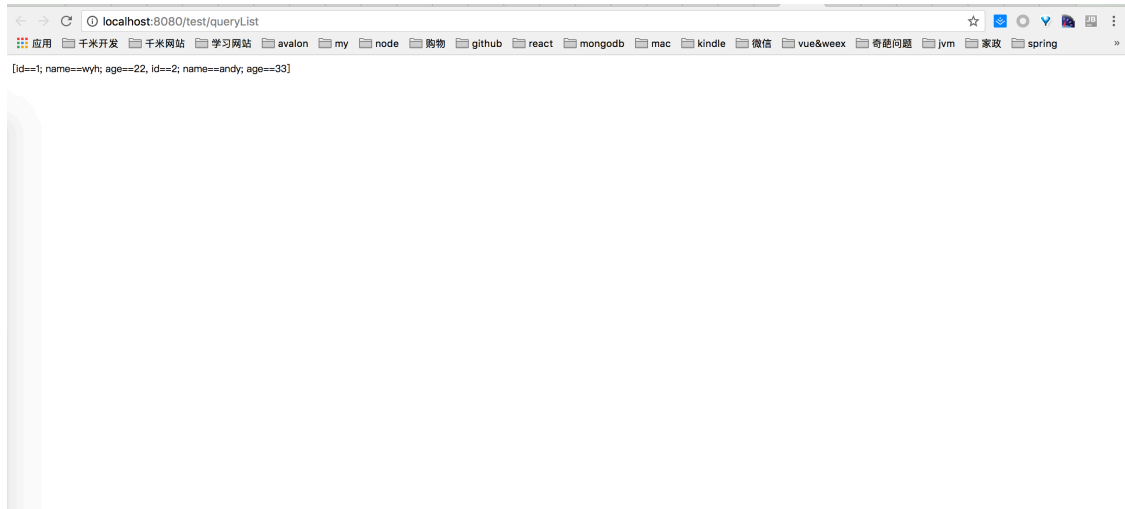 localhost:8080/test/queryList
应用 千米开发 千米网站 学习网站 avalon my node 购物 github react mongodb mac kindle 微信 vue&weex 奇葩问题 jvm 家政 spring »
[id==1; name==wyh; age==22, id==2; name==andy; age==33]